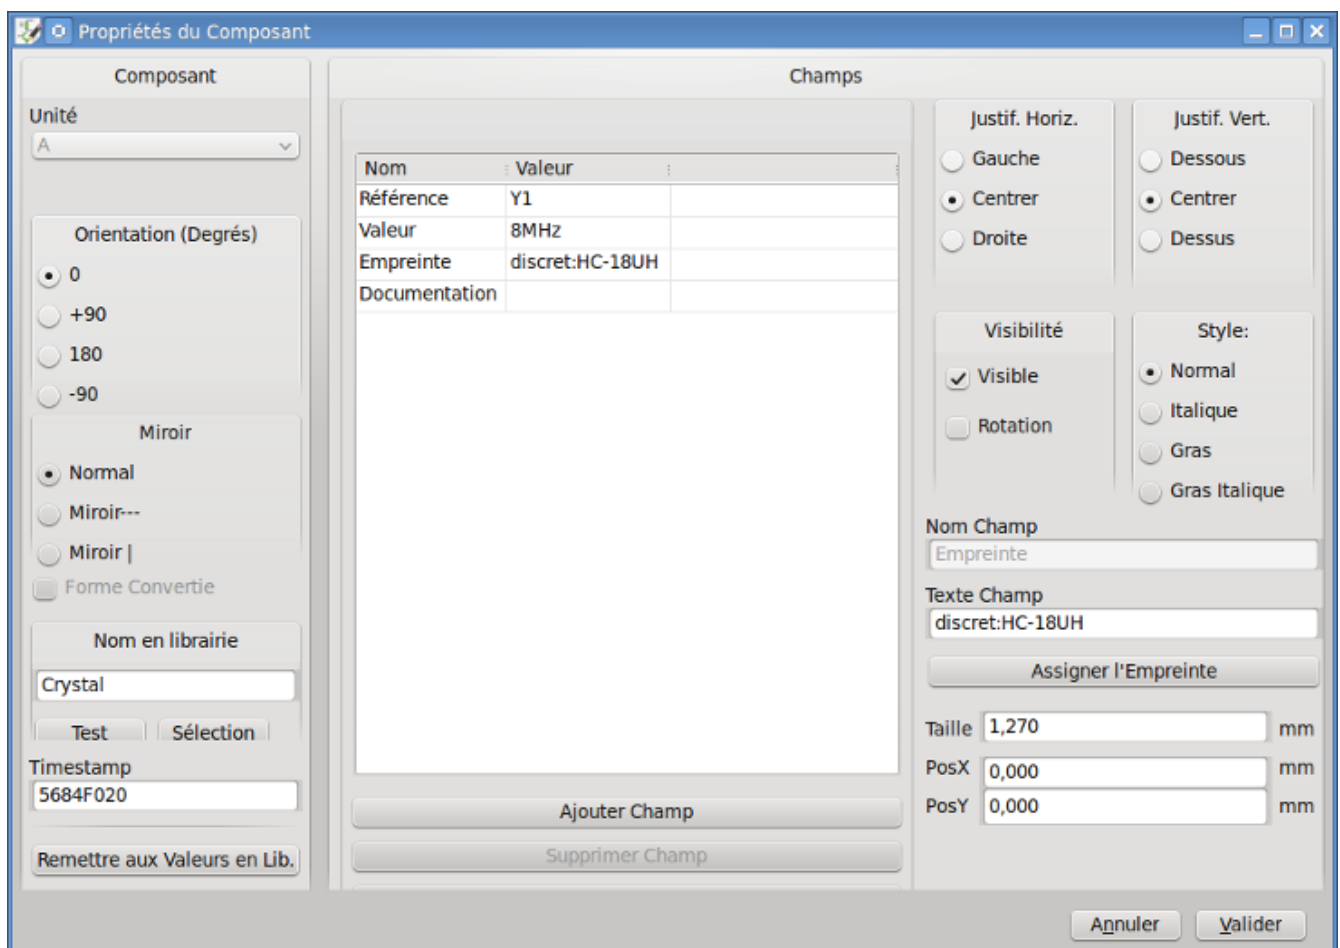 Propriétés du Composant
Composant
Unité
A
Orientation (Degrés)
0
+90
180
-90
Miroir
Normal
Miroir---
Miroir |
Forme Convertie
Nom en librairie
Crystal
Test Sélection
Timestamp
5684F020
Remettre aux Valeurs en Lib.
Champs
Nom Valeur
Référence Y1
Valeur 8MHz
Empreinte discret:HC-18UH
Documentation
Ajouter Champ
Supprimer Champ
Justif. Horiz.
Gauche
Centrer
Droite
Justif. Vert.
Dessous
Centrer
Dessus
Visibilité
Visible
Rotation
Style:
Normal
Italique
Gras
Gras Italique
Nom Champ
Empreinte
Texte Champ
discret:HC-18UH
Assigner l'Empreinte
Taille 1,270 mm
PosX 0,000 mm
PosY 0,000 mm
Annuler Valider